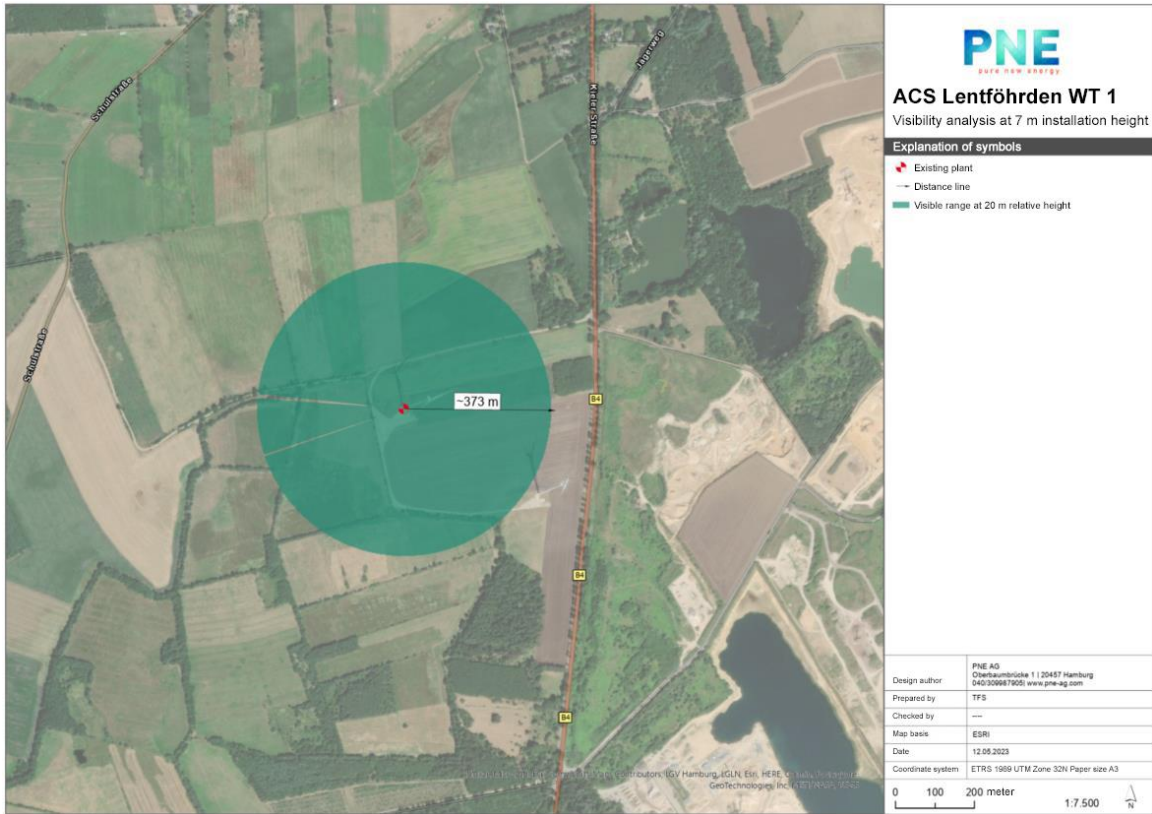 Schulstraße
Jägerweg
Kieler Straße
Schulstraße
~373 m
B4
B4
B4
GeoTechnologies, Inc,
PNE
pure new energy
ACS Lentföhrden WT 1
Visibility analysis at 7 m installation height
Explanation of symbols
Existing plant
Distance line
Visible range at 20 m relative height
Design author
PNE AG
Oberbaumbrücke 1 | 20457 Hamburg
040/309867905| www.pne-ag.com
Prepared by TFS
Checked by ----
Map basis ESRI
Date 12.05.2023
Coordinate system ETRS 1989 UTM Zone 32N Paper size A3
0 100 200 meter
1:7.500
N